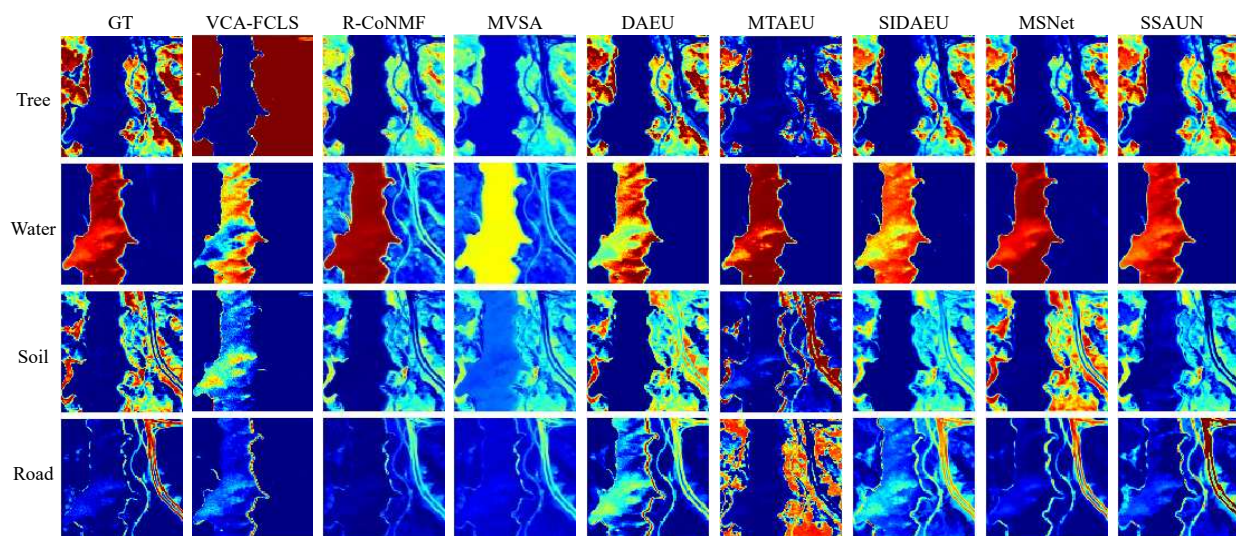 GT VCA-FCLS R-CoNMF MVSA DAEU MTAEU SIDAEU MSNet SSAUN
Tree
Water
Soil
Road